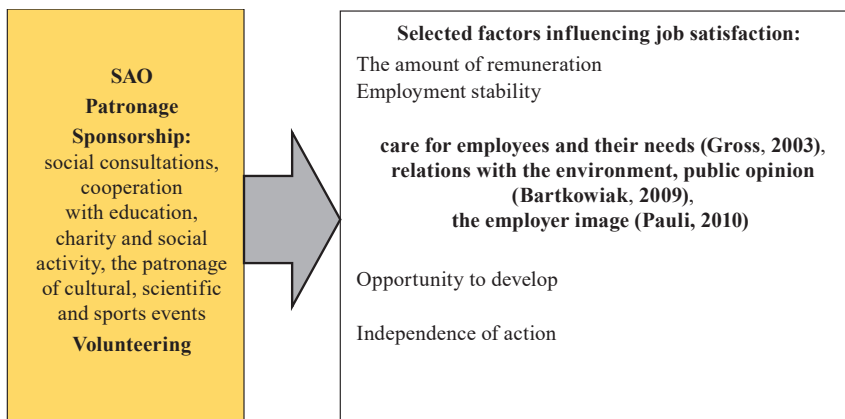 SAO
Patronage
Sponsorship:
social consultations,
cooperation
with education,
charity and social
activity, the patronage
of cultural, scientific
and sports events
Volunteering
Selected factors influencing job satisfaction:
The amount of remuneration
Employment stability
care for employees and their needs (Gross, 2003),
relations with the environment, public opinion
(Bartkowiak, 2009),
the employer image (Pauli, 2010)
Opportunity to develop
Independence of action